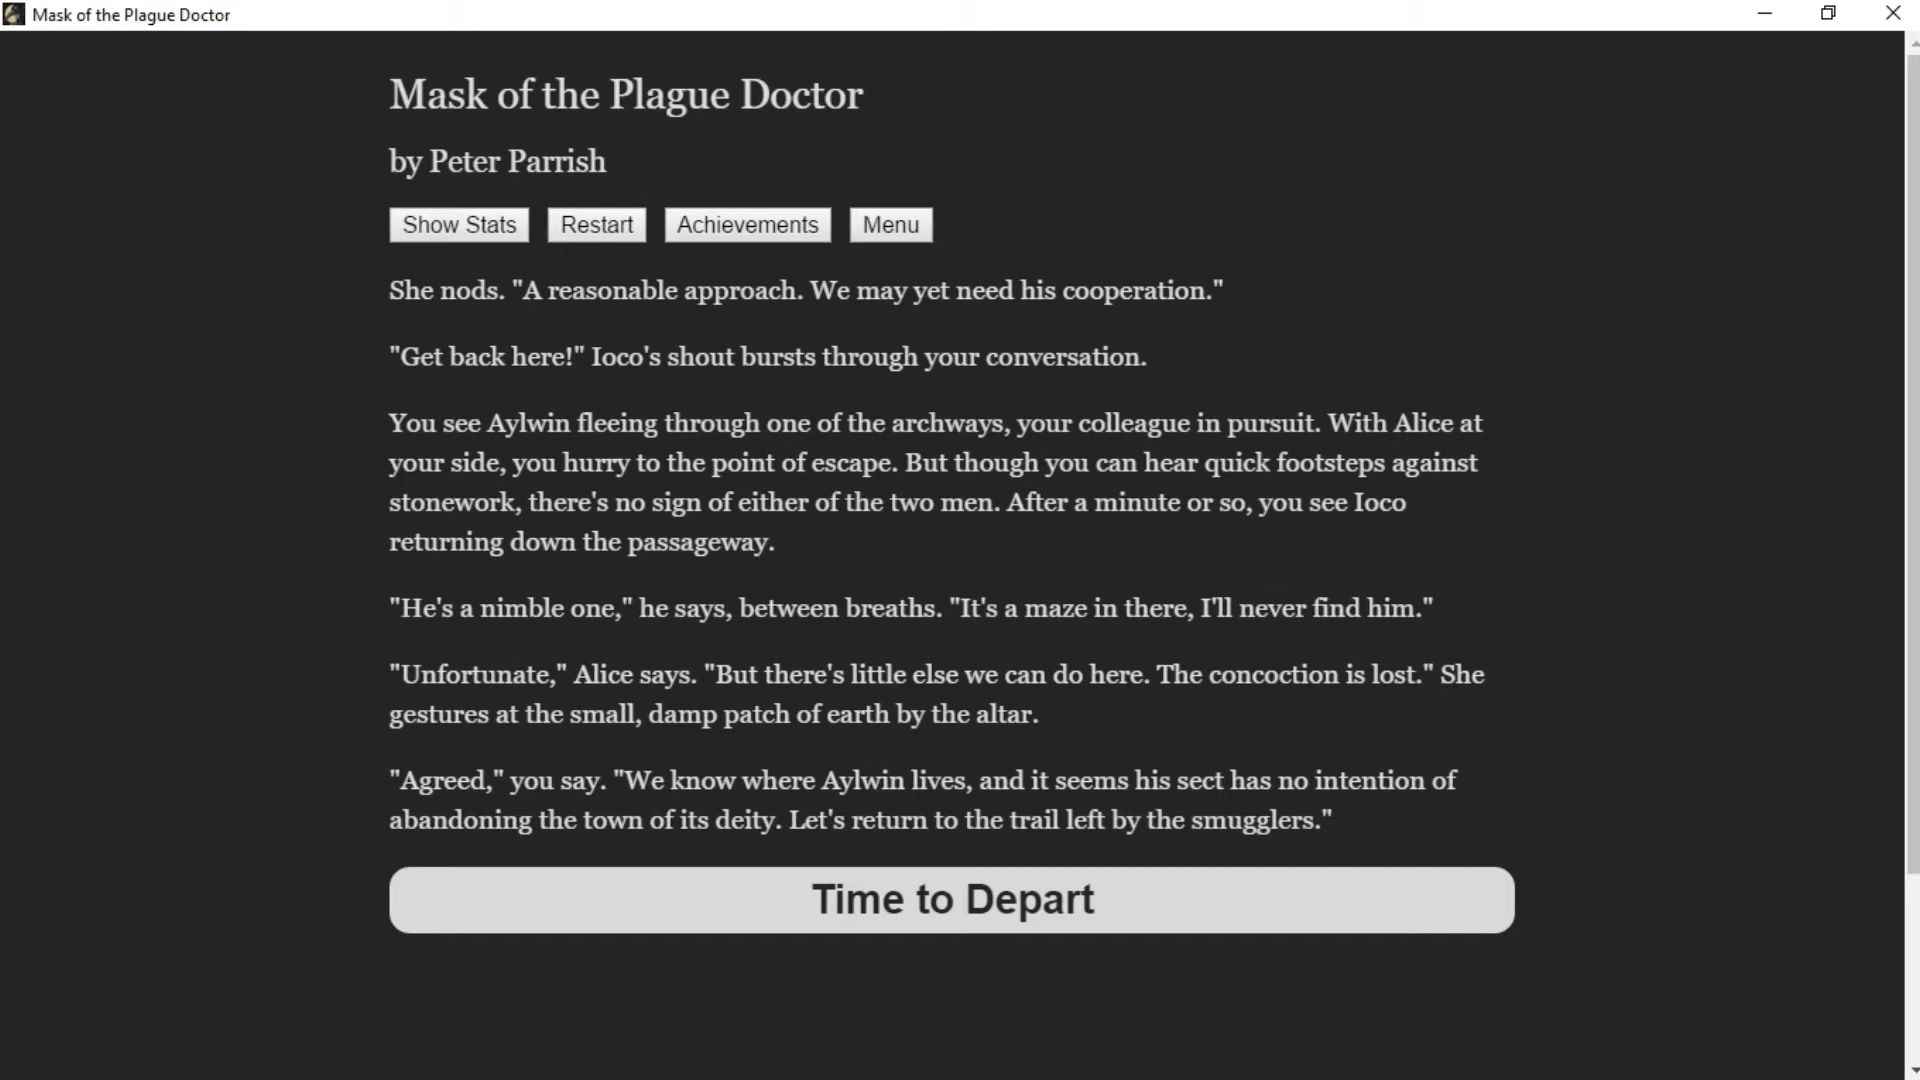 Mask of the Plague Doctor
Mask of the Plague Doctor
by Peter Parrish
Show Stats Restart Achievements Menu
She nods. "A reasonable approach. We may yet need his cooperation."
"Get back here!" Ioco's shout bursts through your conversation.
You see Aylwin fleeing through one of the archways, your colleague in pursuit. With Alice at
your side, you hurry to the point of escape. But though you can hear quick footsteps against
stonework, there's no sign of either of the two men. After a minute or so, you see Ioco
returning down the passageway.
"He's a nimble one," he says, between breaths. "It's a maze in there, I'll never find him."
"Unfortunate," Alice says. "But there's little else we can do here. The concoction is lost." She
gestures at the small, damp patch of earth by the altar.
"Agreed," you say. "We know where Aylwin lives, and it seems his sect has no intention of
abandoning the town of its deity. Let's return to the trail left by the smugglers."
Time to Depart